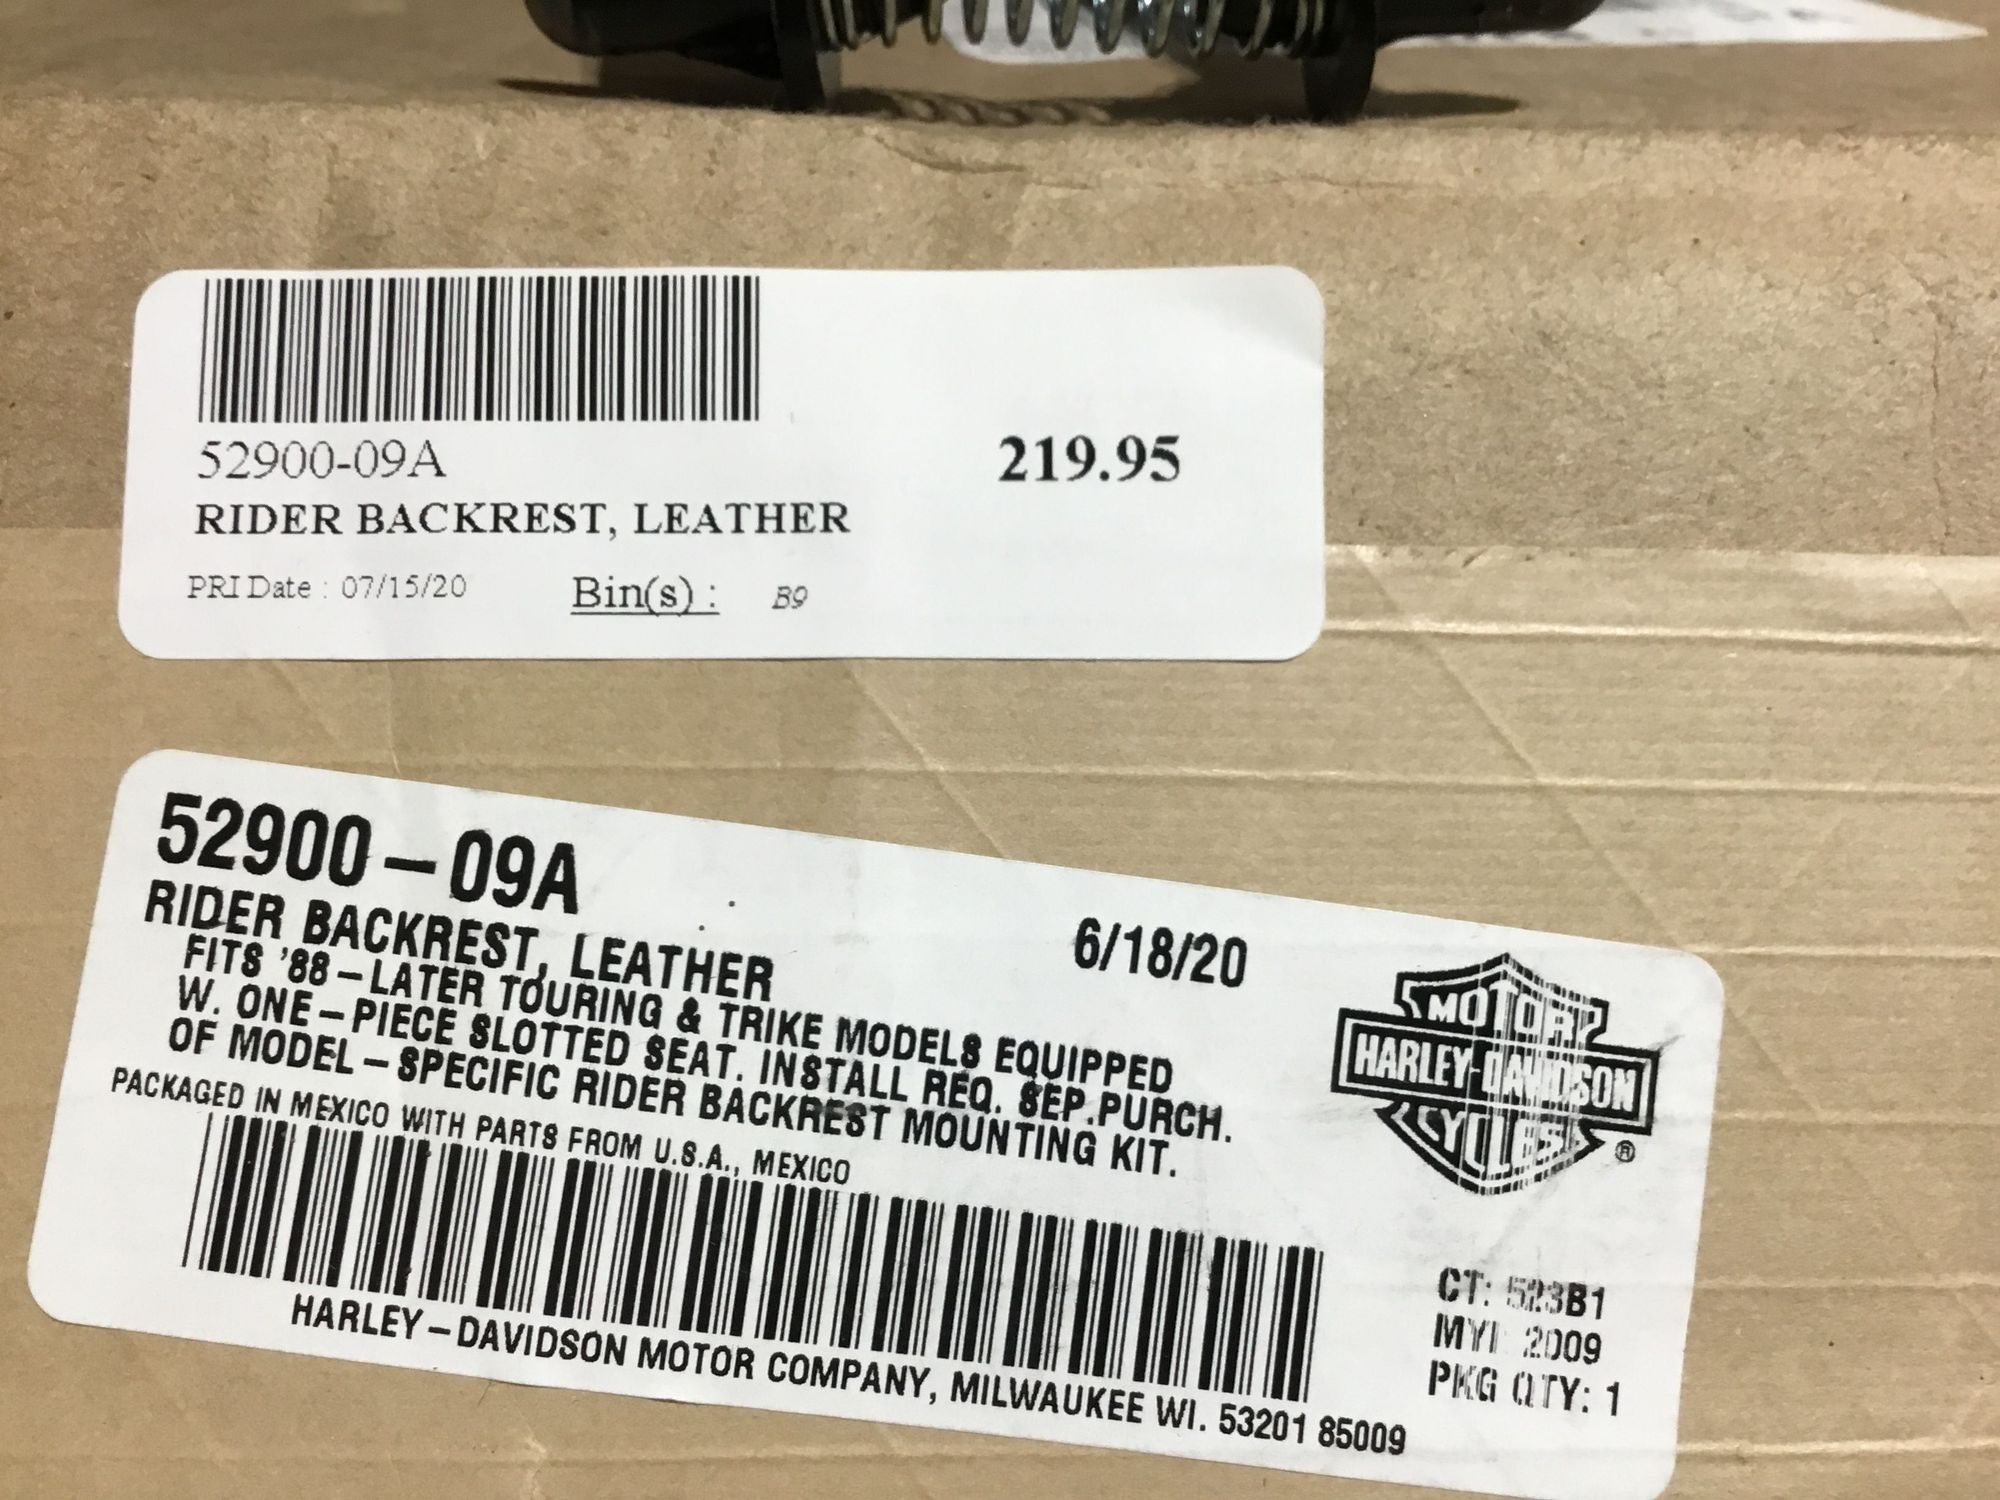 52900-09A
219.95
RIDER BACKREST, LEATHER
PRI Date : 07/15/20 Bin(s) : B9
52900-09A
6/18/20
RIDER BACKREST, LEATHER
FITS '88-LATER TOURING & TRIKE MODELS EQUIPPED
W. ONE-PIECE SLOTTED SEAT. INSTALL REQ. SEP.PURCH.
OF MODEL-SPECIFIC RIDER BACKREST MOUNTING KIT.
PACKAGED IN MEXICO WITH PARTS FROM U.S.A., MEXICO
MOTOR
HARLEY-DAVIDSON
CYCLES
®
CT: 523B1
MYI 2009
PKG QTY: 1
HARLEY-DAVIDSON MOTOR COMPANY, MILWAUKEE WI. 53201 85009